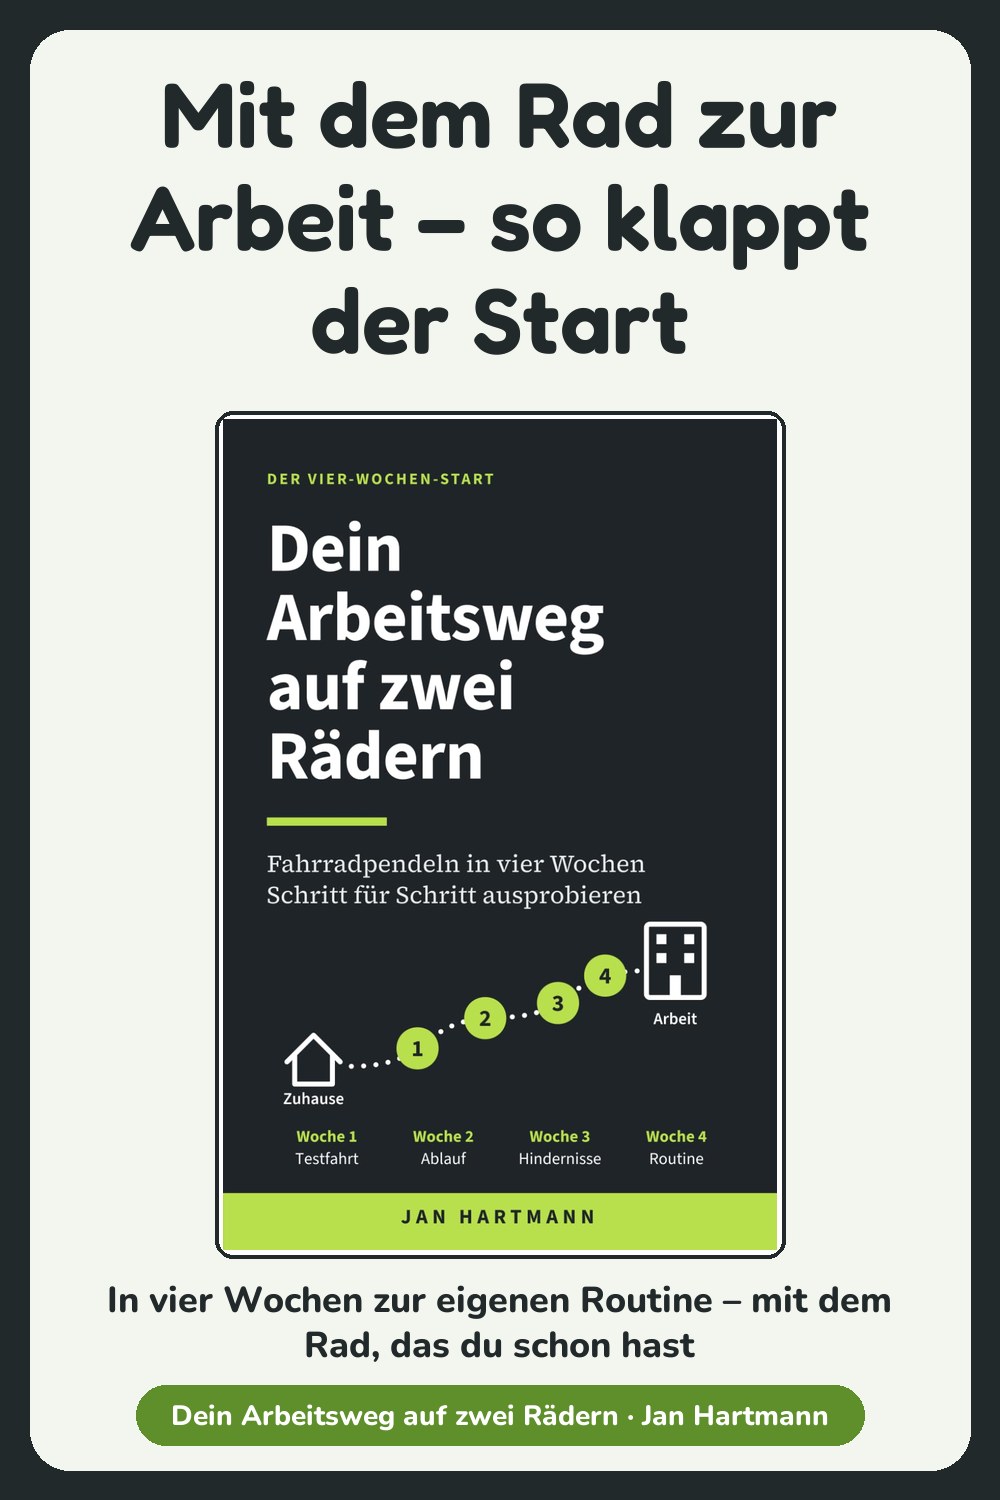 Mit dem Rad zur
Arbeit – so klappt
der Start
DER VIER-WOCHEN-START
Dein
Arbeitsweg
auf zwei
Rädern
Fahrradpendeln in vier Wochen
Schritt für Schritt ausprobieren
Zuhause
1
2
3
4
Arbeit
Woche 1
Testfahrt
Woche 2
Ablauf
Woche 3
Hindernisse
Woche 4
Routine
JAN HARTMANN
In vier Wochen zur eigenen Routine – mit dem
Rad, das du schon hast
Dein Arbeitsweg auf zwei Rädern · Jan Hartmann